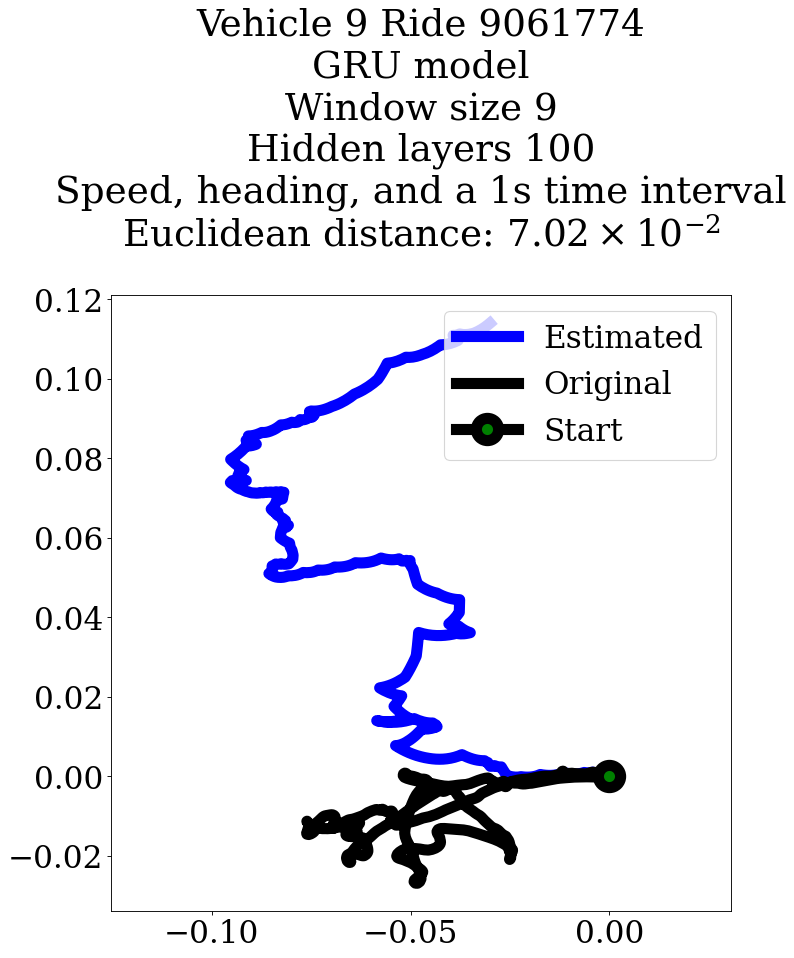 Vehicle 9 Ride 9061774
GRU model
Window size 9
Hidden layers 100
Speed, heading, and a 1s time interval
Euclidean distance: 7.02 × 10⁻²
0.12
0.10
0.08
0.06
0.04
0.02
0.00
−0.02
Estimated
Original
Start
−0.10
−0.05
0.00